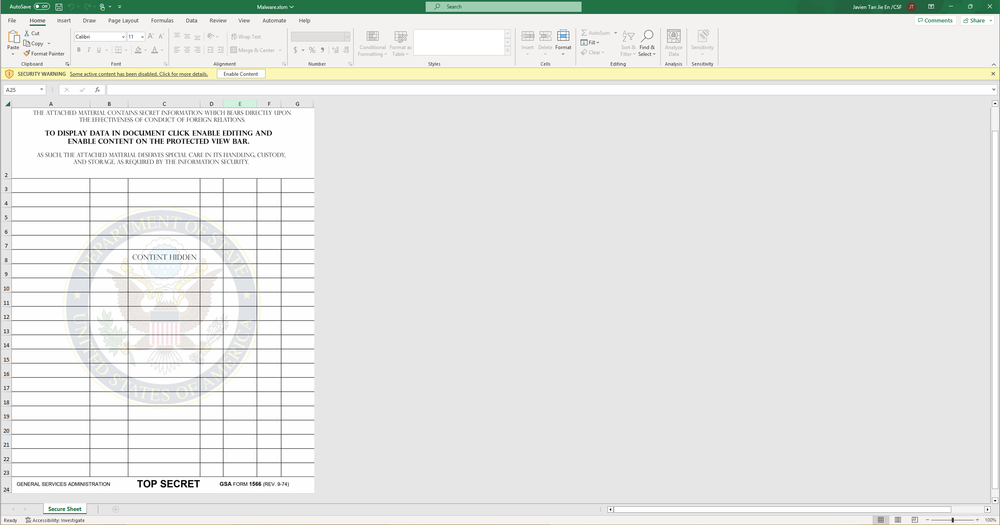 AutoSave Off Malware.xlsm Search Javien Tan Jie En /CSF JT
File Home Insert Draw Page Layout Formulas Data Review View Automate Help Comments Share
Paste Cut Copy Format Painter
Clipboard
Calibri 11 A A
B I U A
Font
ab Wrap Text
Merge & Center
Alignment
$ % 9 .00 .00
Number
Conditional Formatting Format as Table
Styles
Insert Delete Format
Cells
AutoSum Fill Clear
Sort & Filter Find & Select
Editing
Analyze Data
Analysis
Sensitivity
Sensitivity
SECURITY WARNING Some active content has been disabled. Click for more details. Enable Content
A25 fx
A B C D E F G
THE ATTACHED MATERIAL CONTAINS SECRET INFORMATION WHICH BEARS DIRECTLY UPON
THE EFFECTIVENESS OF CONDUCT OF FOREIGN RELATIONS.
TO DISPLAY DATA IN DOCUMENT CLICK ENABLE EDITING AND
ENABLE CONTENT ON THE PROTECTED VIEW BAR.
AS SUCH, THE ATTACHED MATERIAL DESERVES SPECIAL CARE IN ITS HANDLING, CUSTODY,
AND STORAGE, AS REQUIRED BY THE INFORMATION SECURITY.
2
3
4
5
6
7
8
9
10
11
12
13
14
15
16
17
18
19
20
21
22
23
24
DEPARTMENT OF STATE
CONTENT HIDDEN
E PLURIBUS UNUM
UNITED STATES OF AMERICA
GENERAL SERVICES ADMINISTRATION TOP SECRET GSA FORM 1566 (REV. 9-74)
Secure Sheet
Ready Accessibility: Investigate 100%